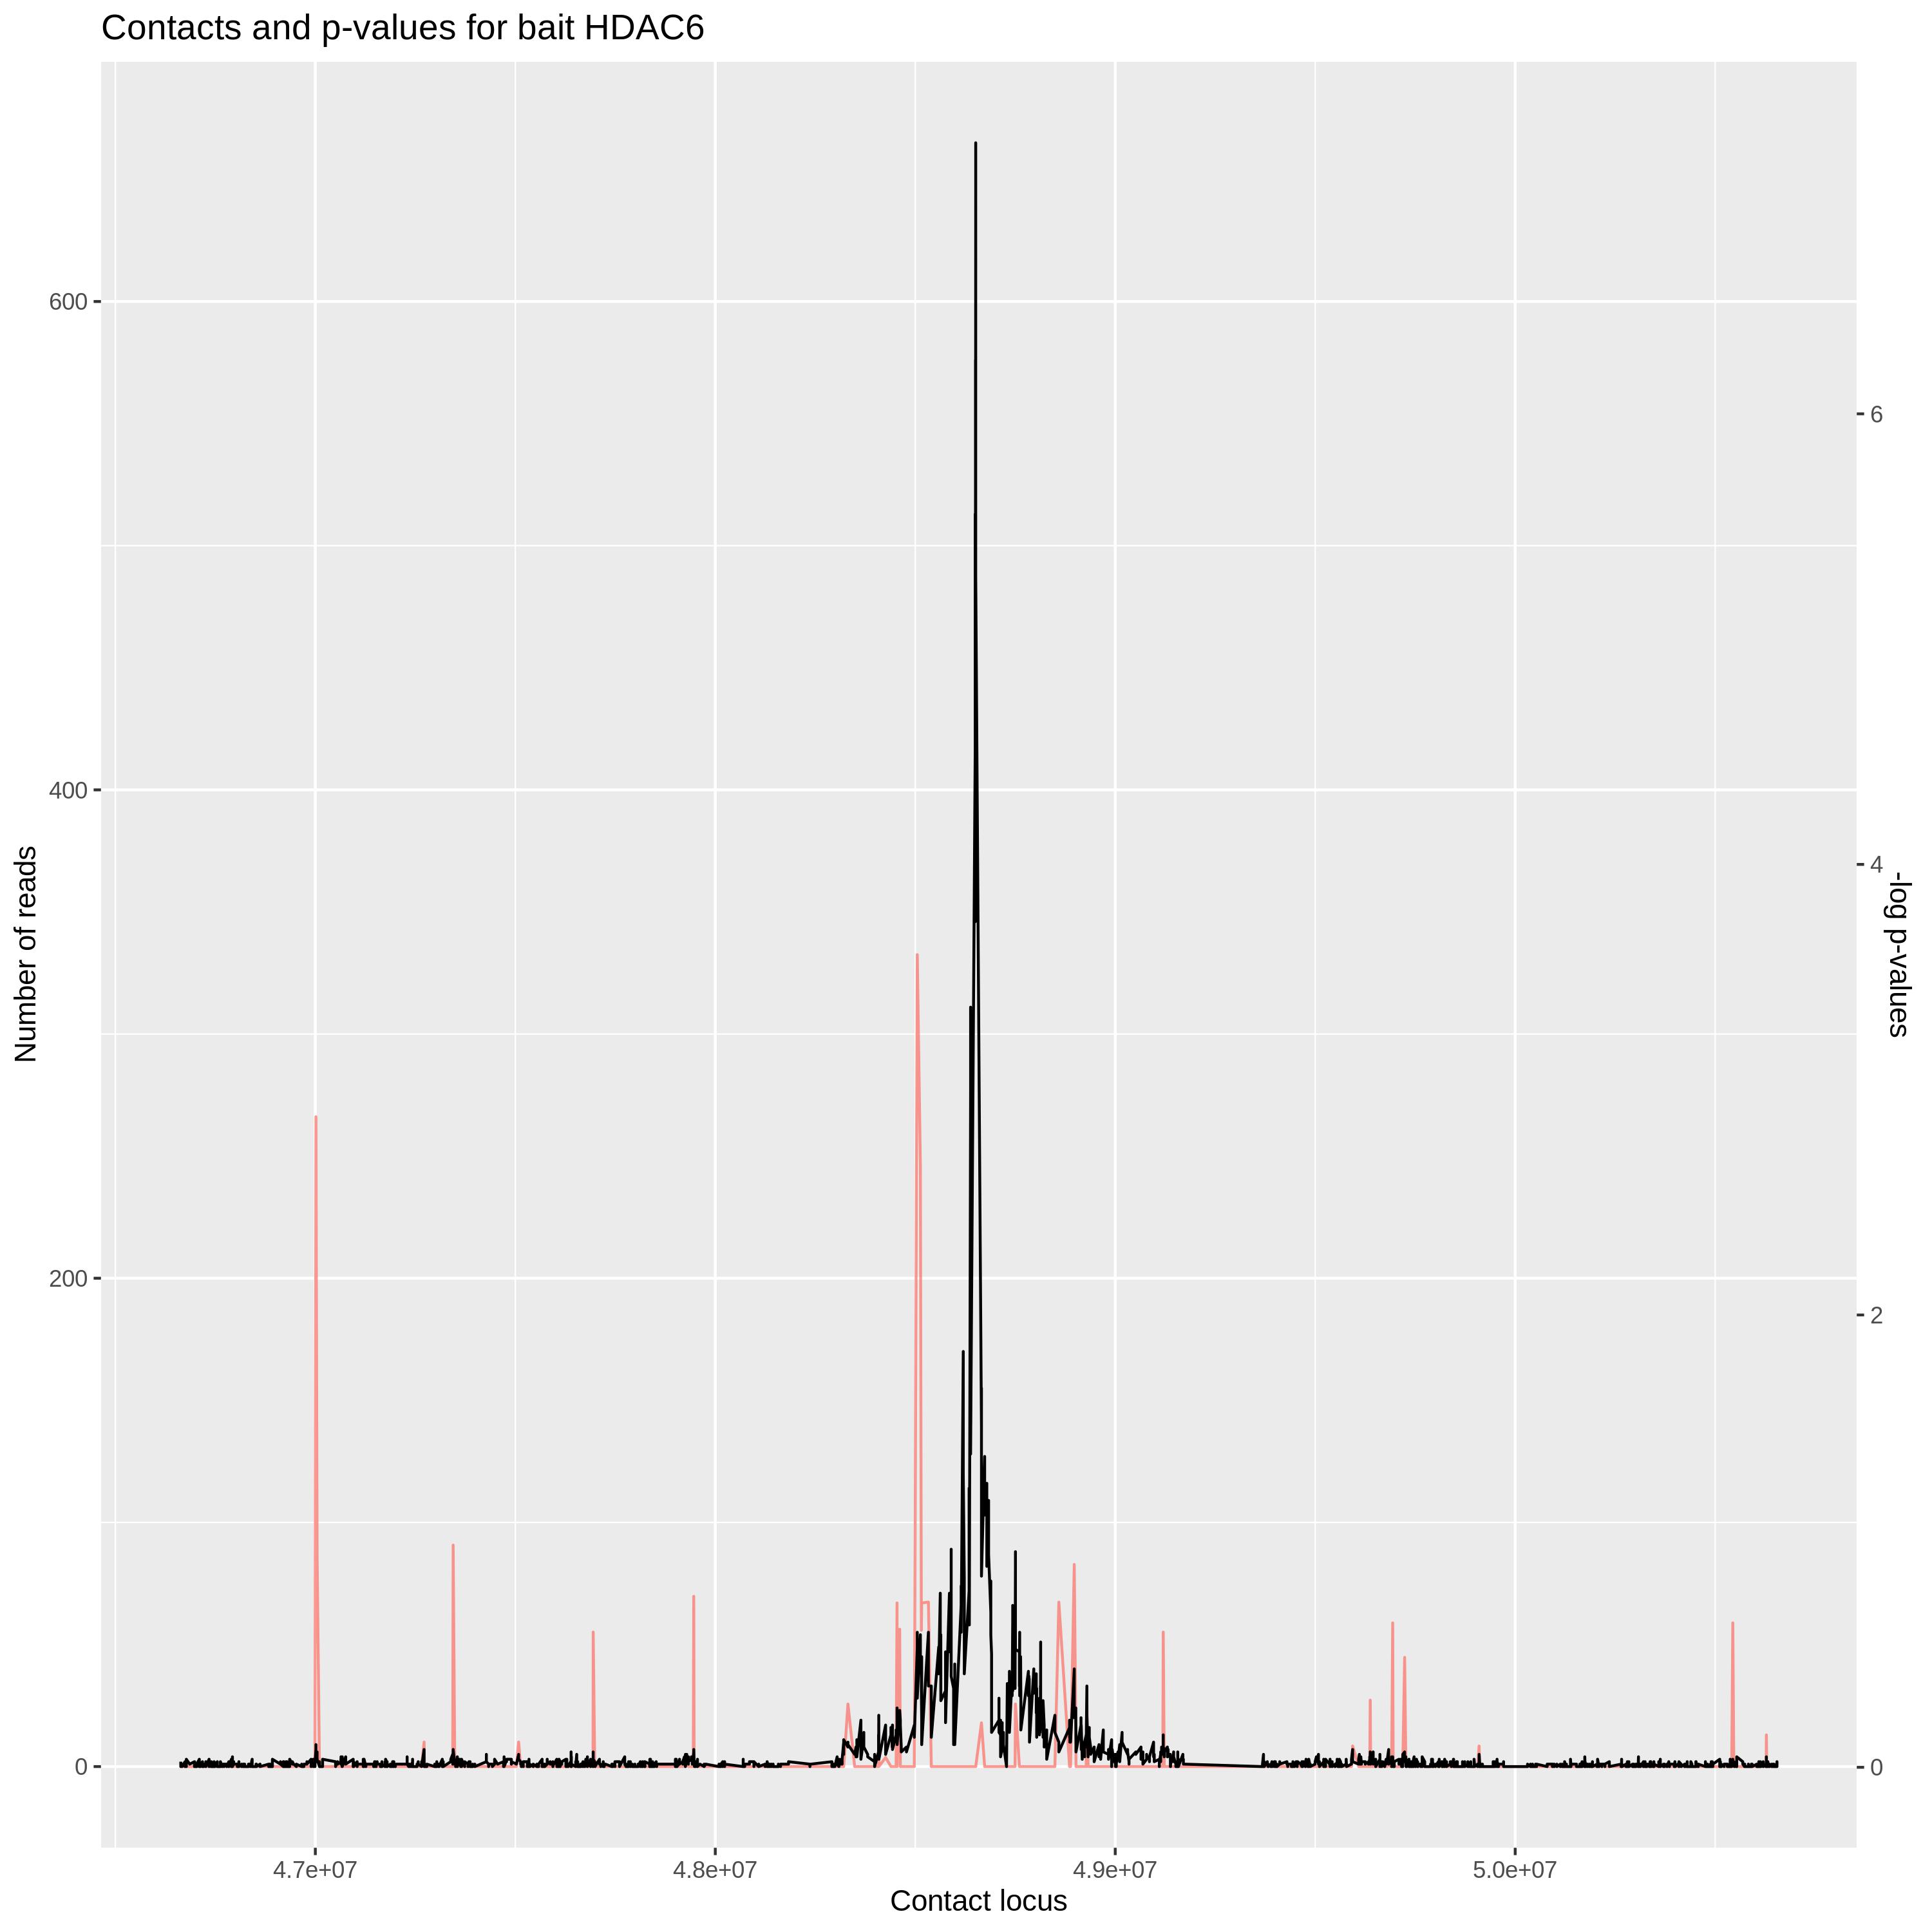 Contacts and p-values for bait HDAC6
600
400
200
0
Number of reads
6
4
2
0
-log p-values
4.7e+07
4.8e+07
4.9e+07
5.0e+07
Contact locus